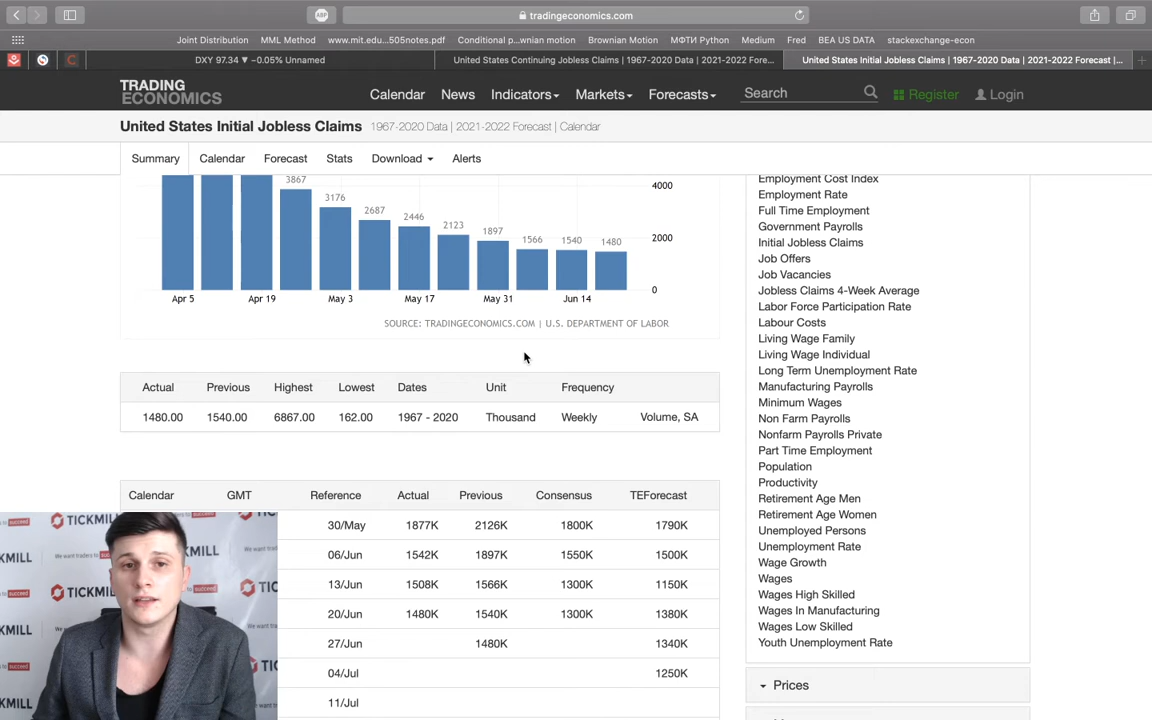 tradingeconomics.com
ABP
Joint Distribution MML Method www.mit.edu...505notes.pdf Conditional p...wnian motion Brownian Motion МФТИ Python Medium Fred BEA US DATA stackexchange-econ
DXY 97.34 ▼ −0.05% Unnamed United States Continuing Jobless Claims | 1967-2020 Data | 2021-2022 Fore... United States Initial Jobless Claims | 1967-2020 Data | 2021-2022 Forecast |...
TRADING
ECONOMICS
Calendar News Indicators Markets Forecasts Search Register Login
United States Initial Jobless Claims 1967-2020 Data | 2021-2022 Forecast | Calendar
Summary Calendar Forecast Stats Download Alerts
3867
3176
2687
2446
2123
1897
1566
1540
1480
4000
2000
0
Apr 5 Apr 19 May 3 May 17 May 31 Jun 14
SOURCE: TRADINGECONOMICS.COM | U.S. DEPARTMENT OF LABOR
Actual Previous Highest Lowest Dates Unit Frequency
1480.00 1540.00 6867.00 162.00 1967 - 2020 Thousand Weekly Volume, SA
Calendar GMT Reference Actual Previous Consensus TEForecast
30/May 1877K 2126K 1800K 1790K
06/Jun 1542K 1897K 1550K 1500K
13/Jun 1508K 1566K 1300K 1150K
20/Jun 1480K 1540K 1300K 1380K
27/Jun 1480K 1340K
04/Jul 1250K
11/Jul
Employment Cost Index
Employment Rate
Full Time Employment
Government Payrolls
Initial Jobless Claims
Job Offers
Job Vacancies
Jobless Claims 4-Week Average
Labor Force Participation Rate
Labour Costs
Living Wage Family
Living Wage Individual
Long Term Unemployment Rate
Manufacturing Payrolls
Minimum Wages
Non Farm Payrolls
Nonfarm Payrolls Private
Part Time Employment
Population
Productivity
Retirement Age Men
Retirement Age Women
Unemployed Persons
Unemployment Rate
Wage Growth
Wages
Wages High Skilled
Wages In Manufacturing
Wages Low Skilled
Youth Unemployment Rate
Prices
TICKMILL
We want traders to succeed